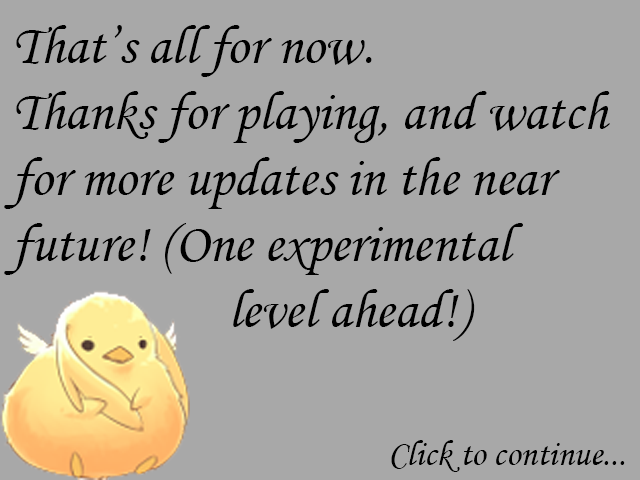 That's all for now.
Thanks for playing, and watch
for more updates in the near
future! (One experimental
level ahead!)
Click to continue...